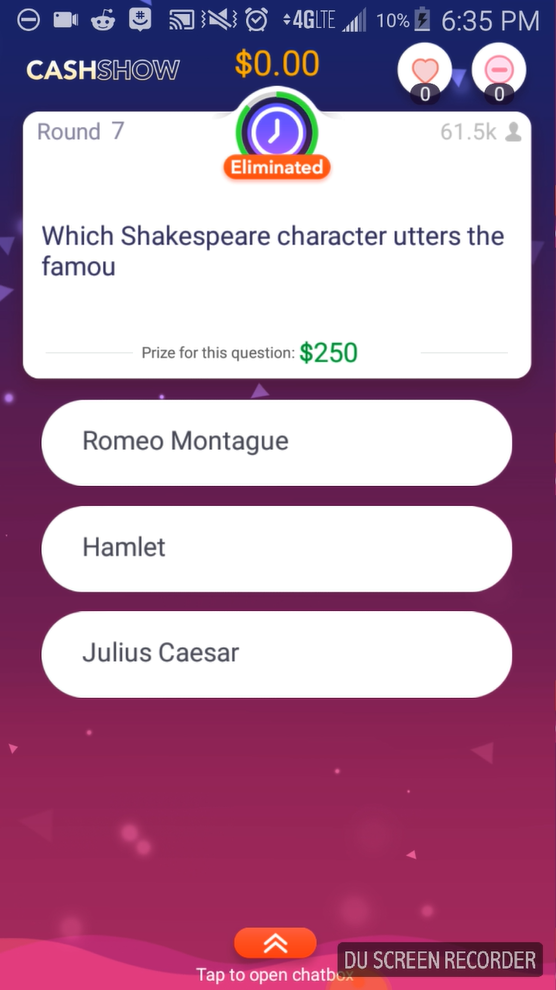 4GLTE 10% 6:35 PM
CASHSHOW $0.00
0 0
Round 7 61.5k
Eliminated
Which Shakespeare character utters the
famou
Prize for this question: $250
Romeo Montague
Hamlet
Julius Caesar
DU SCREEN RECORDER
Tap to open chatbox